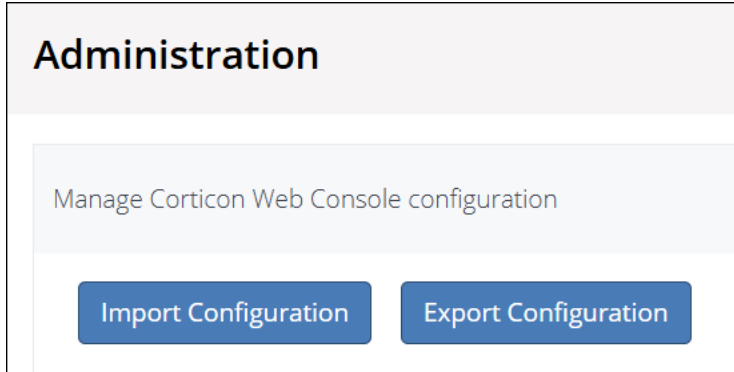 Administration
Manage Corticon Web Console configuration
Import Configuration
Export Configuration